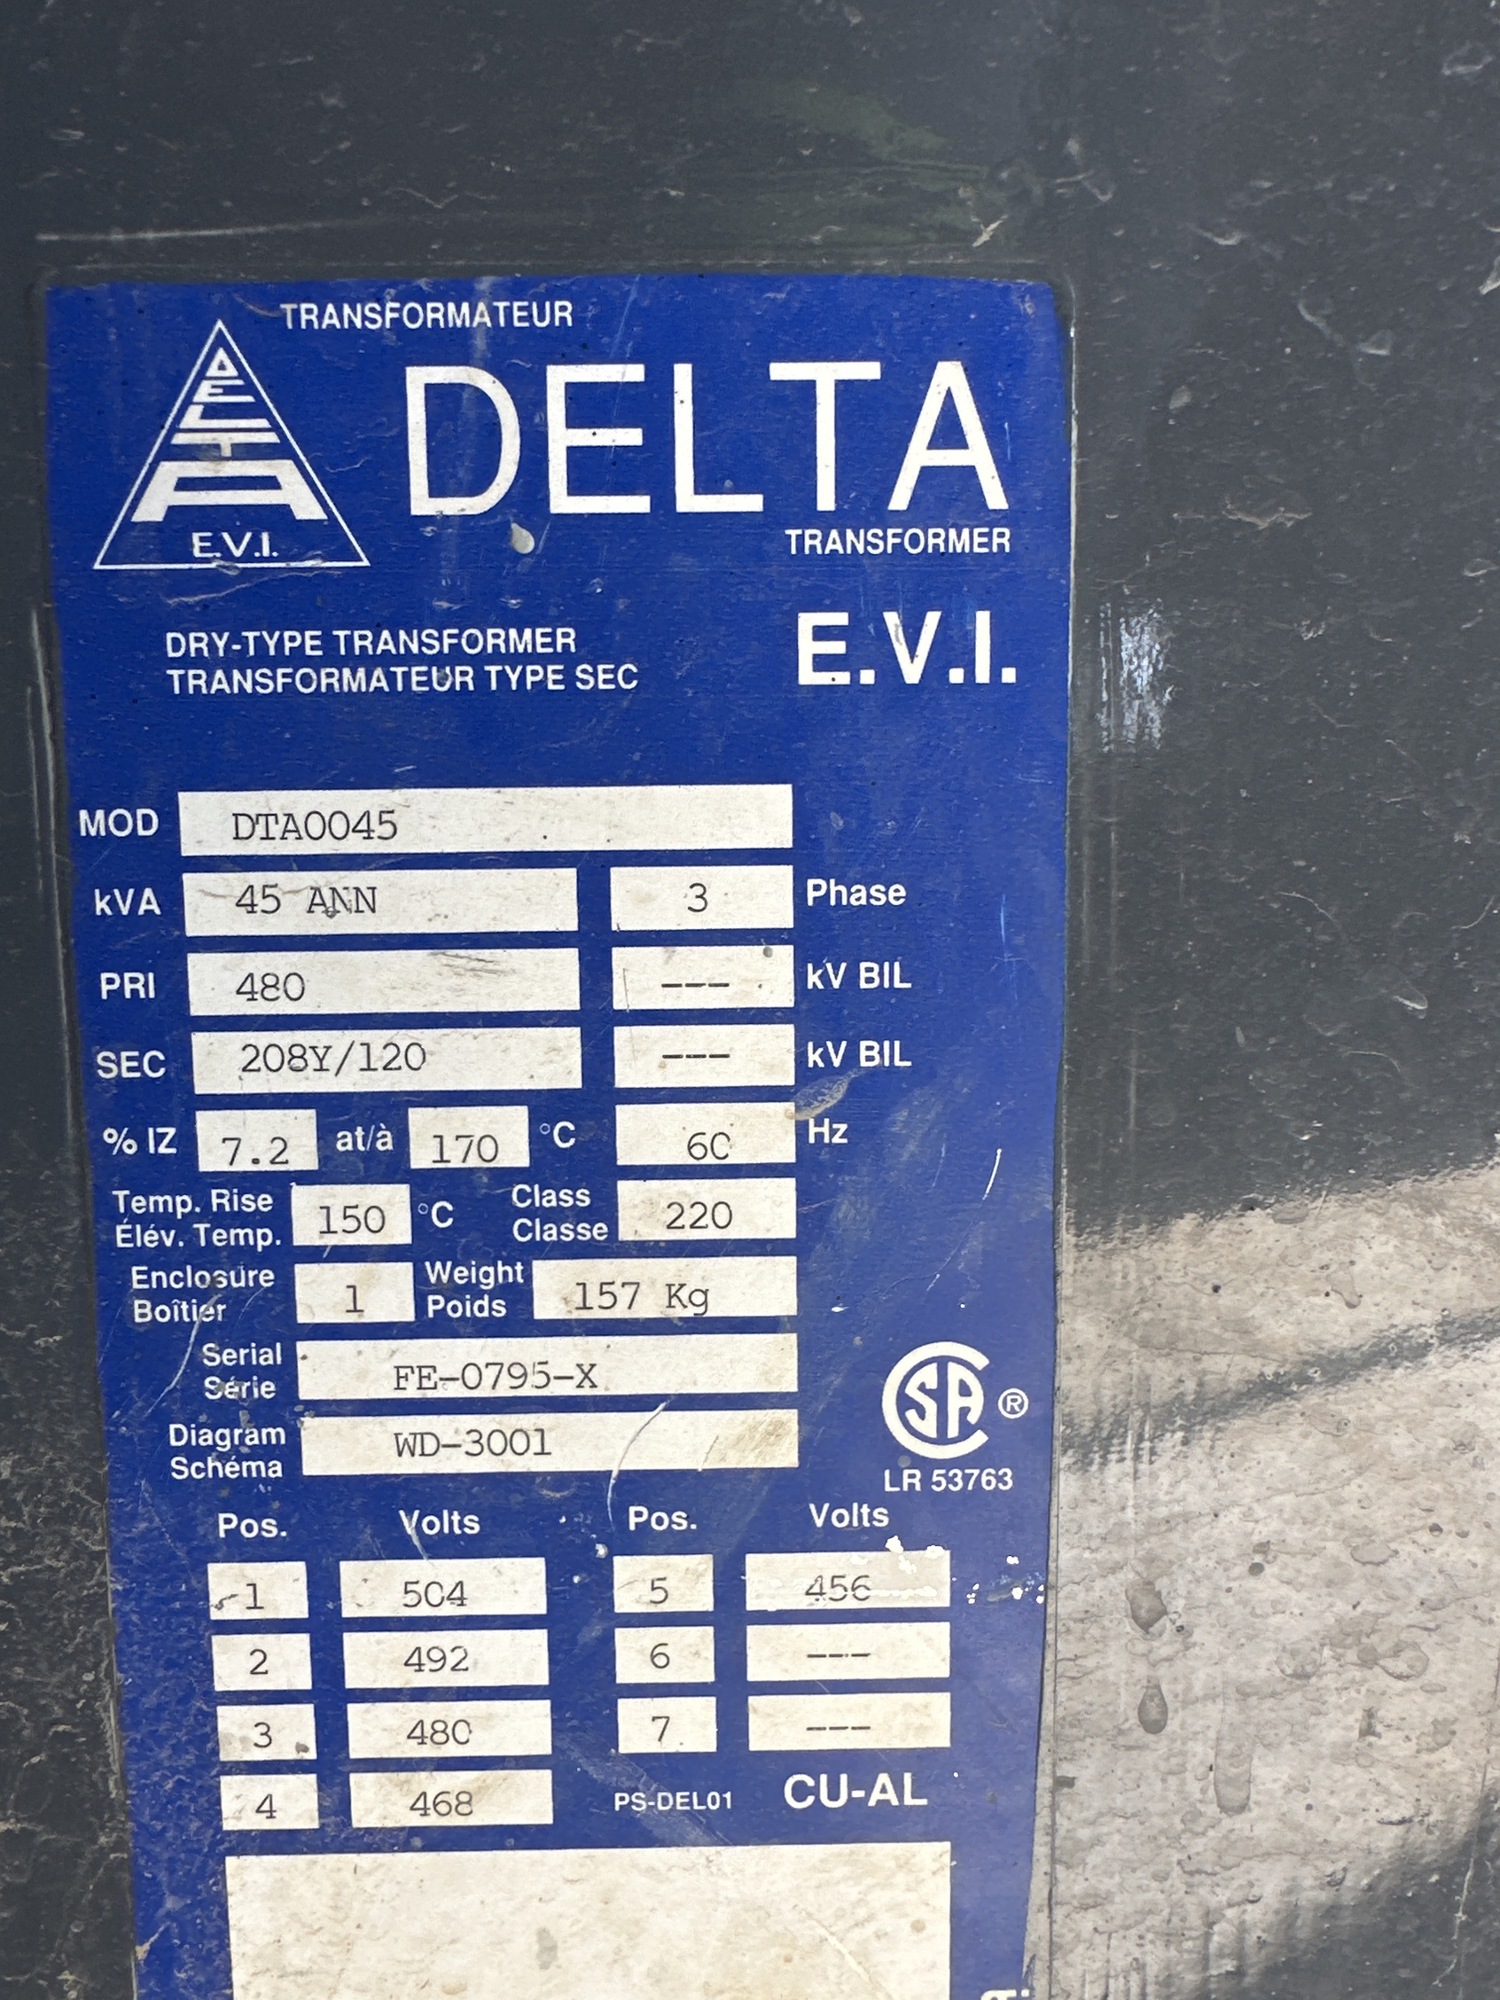 TRANSFORMATEUR
DELTA
E.V.I.
DELTA
TRANSFORMER
DRY-TYPE TRANSFORMER
TRANSFORMATEUR TYPE SEC
E.V.I.
MOD DTA0045
kVA 45 ANN 3 Phase
PRI 480 --- kV BIL
SEC 208Y/120 --- kV BIL
% IZ 7.2 at/à 170 °C 60 Hz
Temp. Rise
Élév. Temp. 150 °C
Class
Classe 220
Enclosure
Boîtier 1
Weight
Poids 157 Kg
Serial
Série FE-0795-X
Diagram
Schéma WD-3001
CSA ®
LR 53763
Pos. Volts Pos. Volts
1 504 5 456
2 492 6 ---
3 480 7 ---
4 468 PS-DEL01 CU-AL